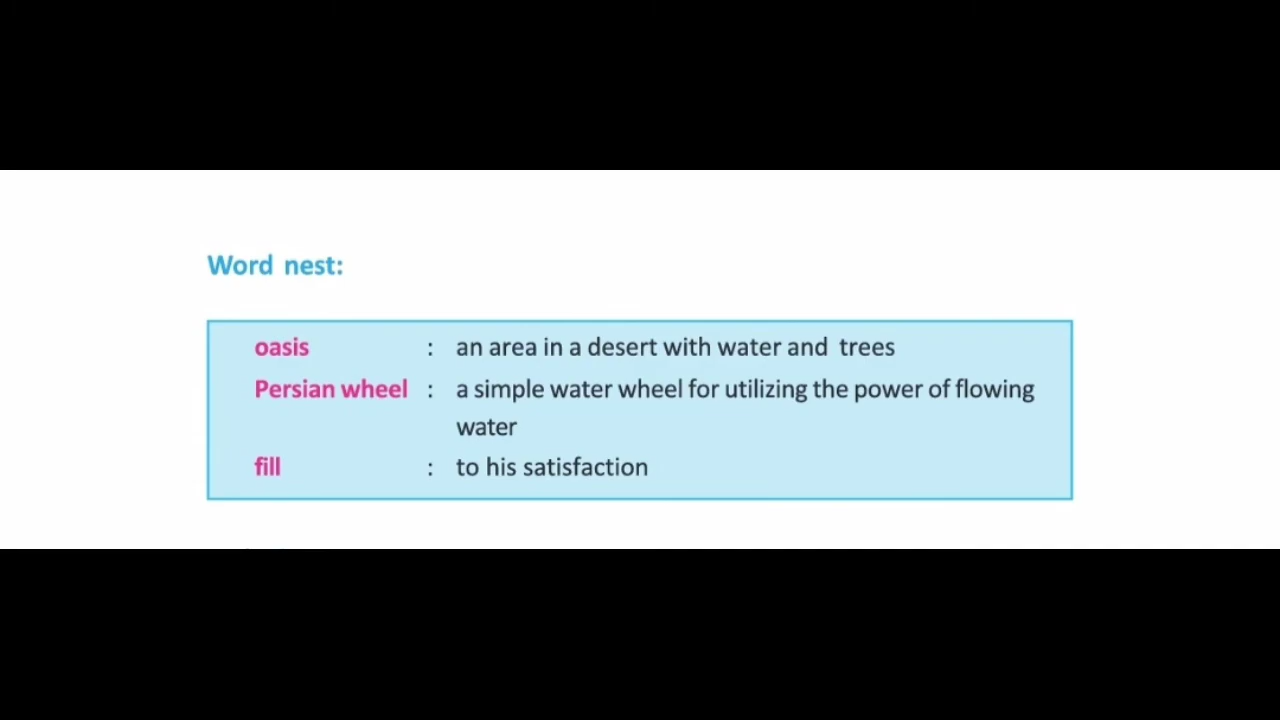 Word nest:
oasis : an area in a desert with water and trees
Persian wheel : a simple water wheel for utilizing the power of flowing
water
fill : to his satisfaction